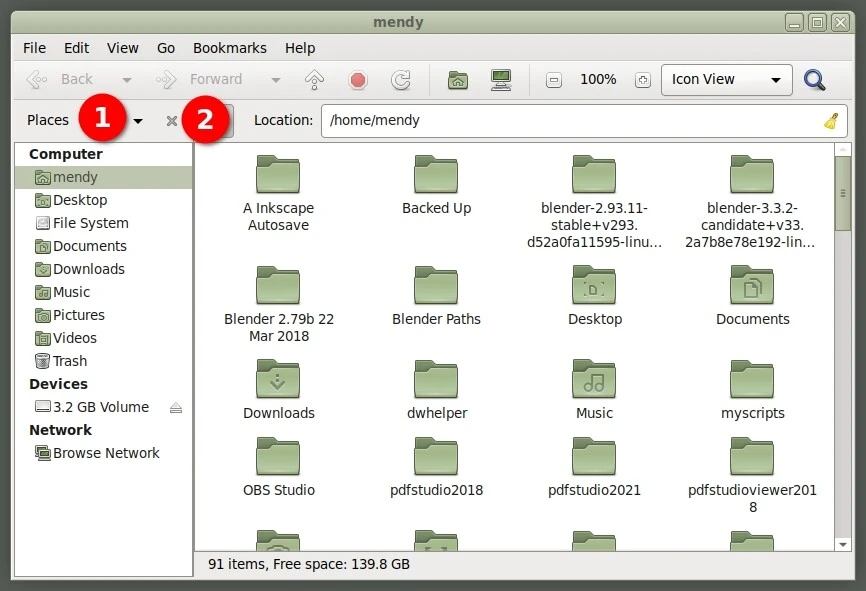 mendy
File Edit View Go Bookmarks Help
Back Forward 100% Icon View
Places 1 2 Location: /home/mendy
Computer
mendy
Desktop
File System
Documents
Downloads
Music
Pictures
Videos
Trash
Devices
3.2 GB Volume
Network
Browse Network
A Inkscape
Autosave
Backed Up
blender-2.93.11-
stable+v293.
d52a0fa11595-linu...
blender-3.3.2-
candidate+v33.
2a7b8e78e192-lin...
Blender 2.79b 22
Mar 2018
Blender Paths
Desktop
Documents
Downloads
dwhelper
Music
myscripts
OBS Studio
pdfstudio2018
pdfstudio2021
pdfstudioviewer201
8
91 items, Free space: 139.8 GB